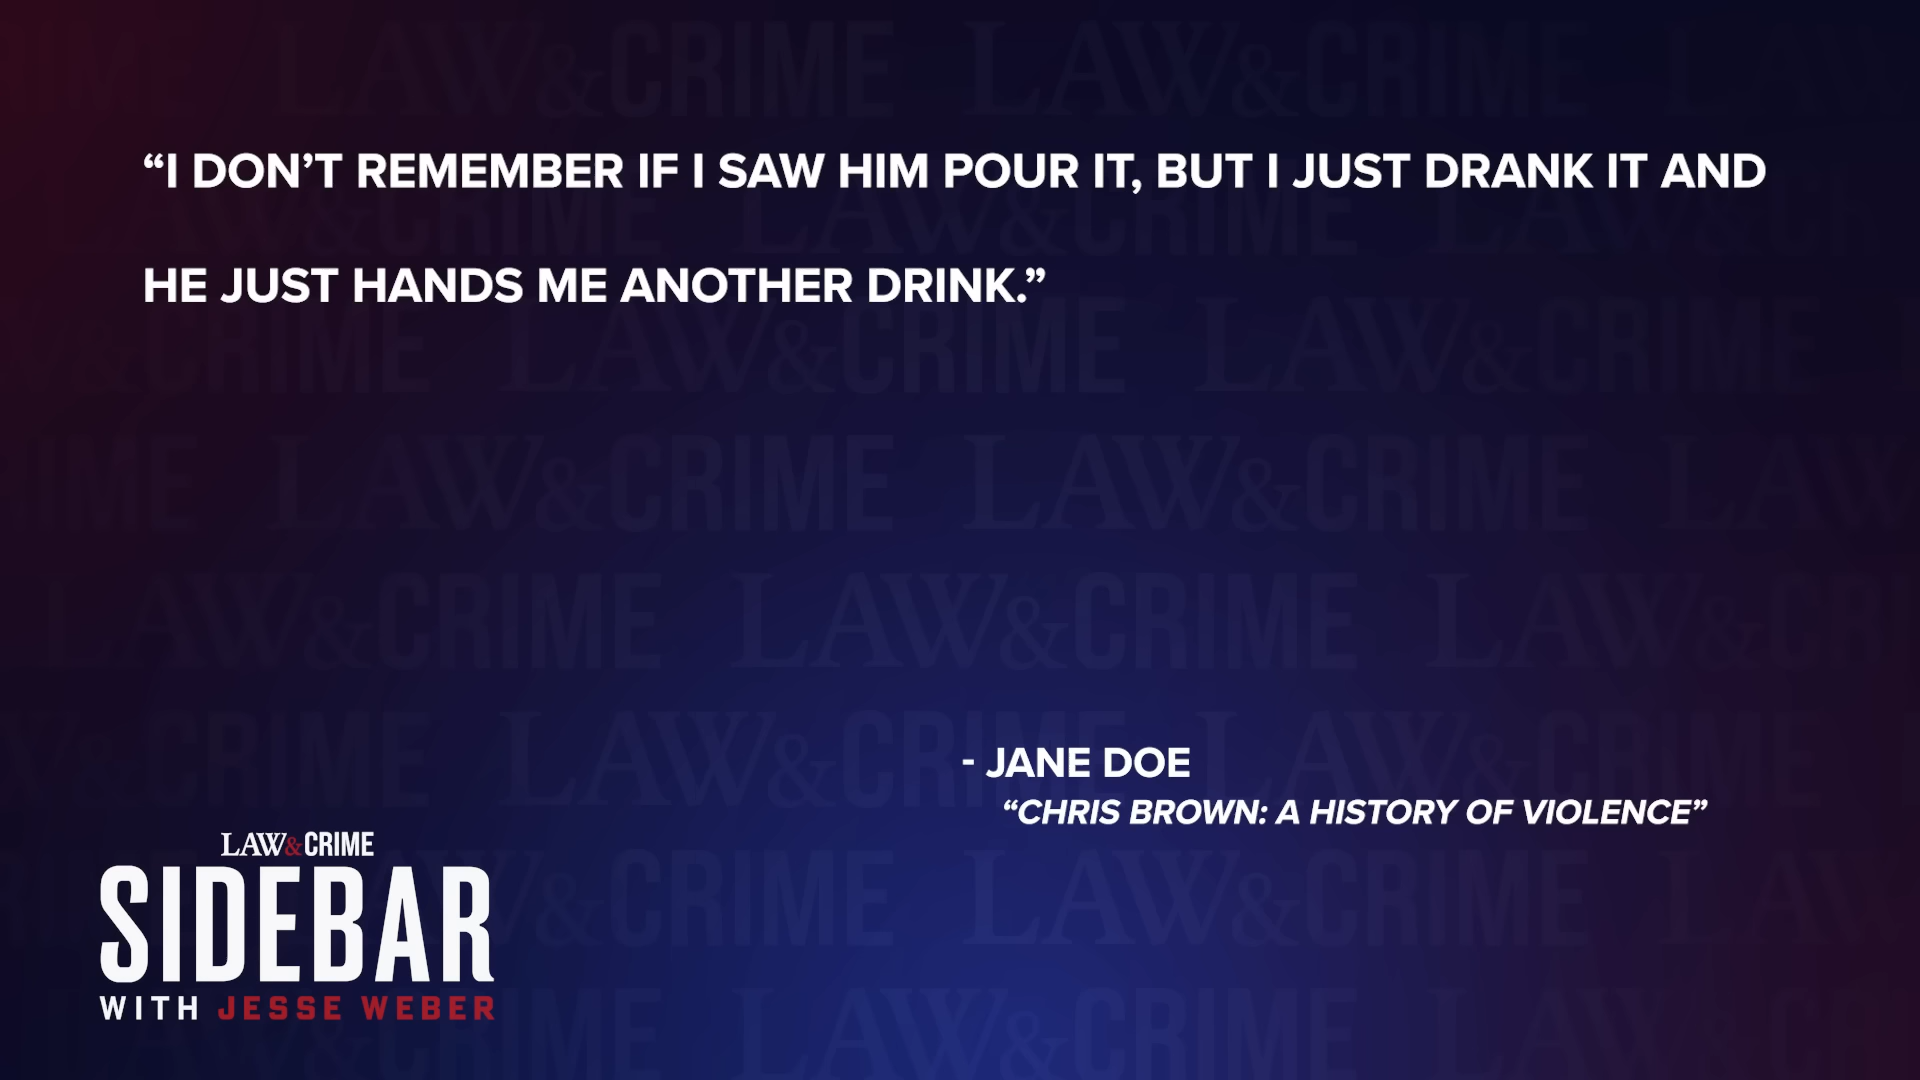 “I DON’T REMEMBER IF I SAW HIM POUR IT, BUT I JUST DRANK IT AND
HE JUST HANDS ME ANOTHER DRINK.”
- JANE DOE
“CHRIS BROWN: A HISTORY OF VIOLENCE”
LAW&CRIME
SIDEBAR
WITH JESSE WEBER